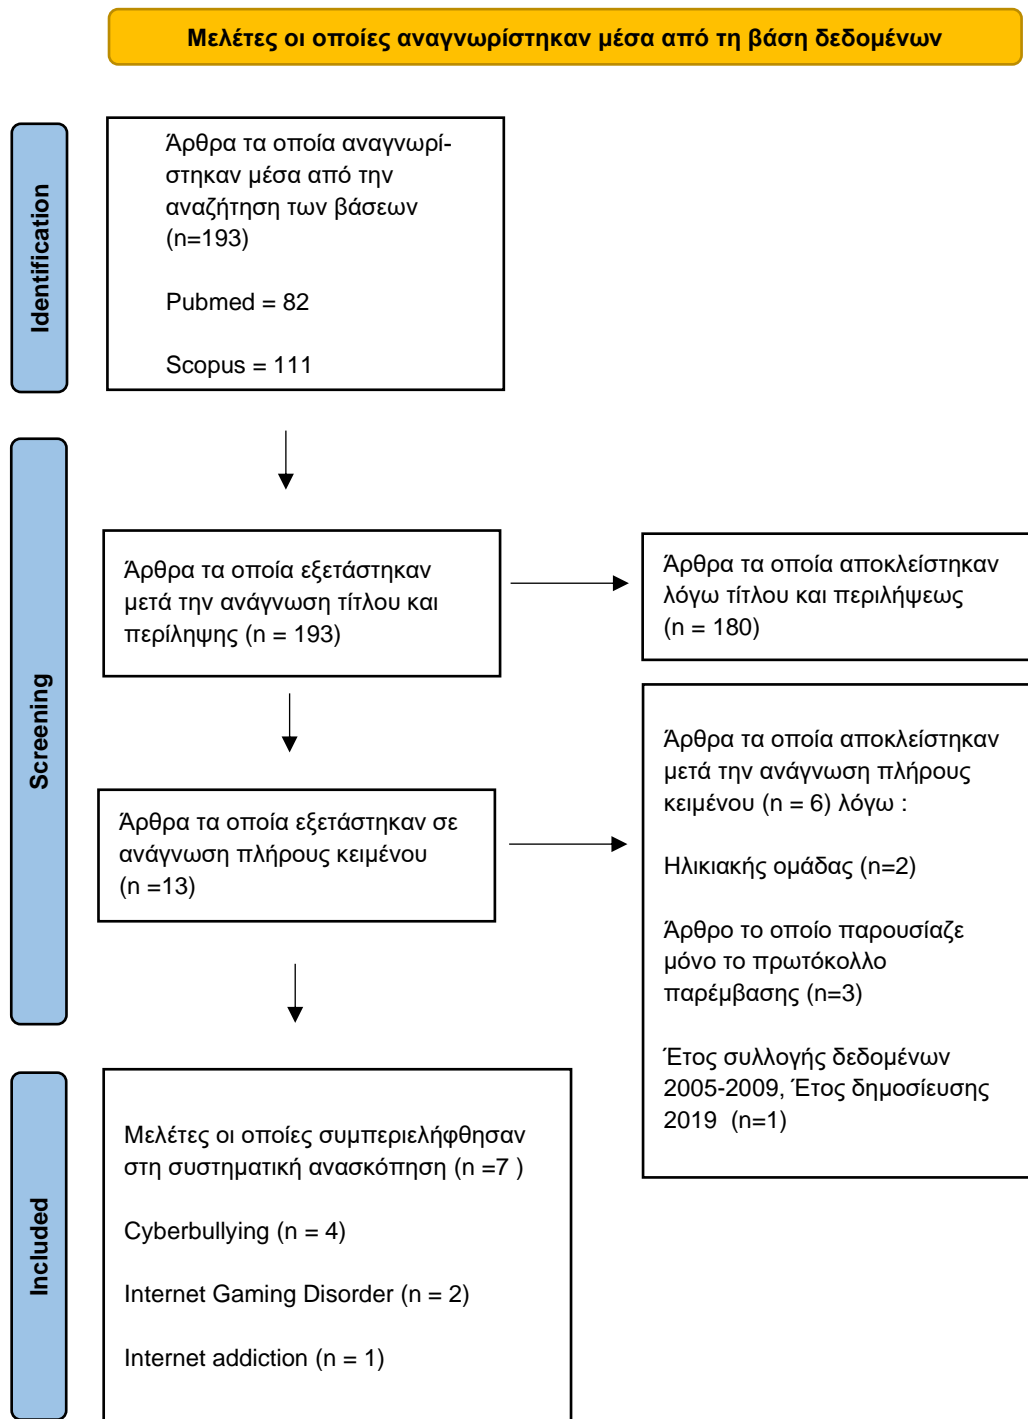 Μελέτες οι οποίες αναγνωρίστηκαν μέσα από τη βάση δεδομένων
Identification
Άρθρα τα οποία αναγνωρί-
στηκαν μέσα από την
αναζήτηση των βάσεων
(n=193)
Pubmed = 82
Scopus = 111
Screening
Άρθρα τα οποία εξετάστηκαν
μετά την ανάγνωση τίτλου και
περίληψης (n = 193)
Άρθρα τα οποία αποκλείστηκαν
λόγω τίτλου και περιλήψεως
(n = 180)
Άρθρα τα οποία εξετάστηκαν σε
ανάγνωση πλήρους κειμένου
(n =13)
Άρθρα τα οποία αποκλείστηκαν
μετά την ανάγνωση πλήρους
κειμένου (n = 6) λόγω :
Ηλικιακής ομάδας (n=2)
Άρθρο το οποίο παρουσίαζε
μόνο το πρωτόκολλο
παρέμβασης (n=3)
Έτος συλλογής δεδομένων
2005-2009, Έτος δημοσίευσης
2019 (n=1)
Included
Μελέτες οι οποίες συμπεριελήφθησαν
στη συστηματική ανασκόπηση (n =7 )
Cyberbullying (n = 4)
Internet Gaming Disorder (n = 2)
Internet addiction (n = 1)